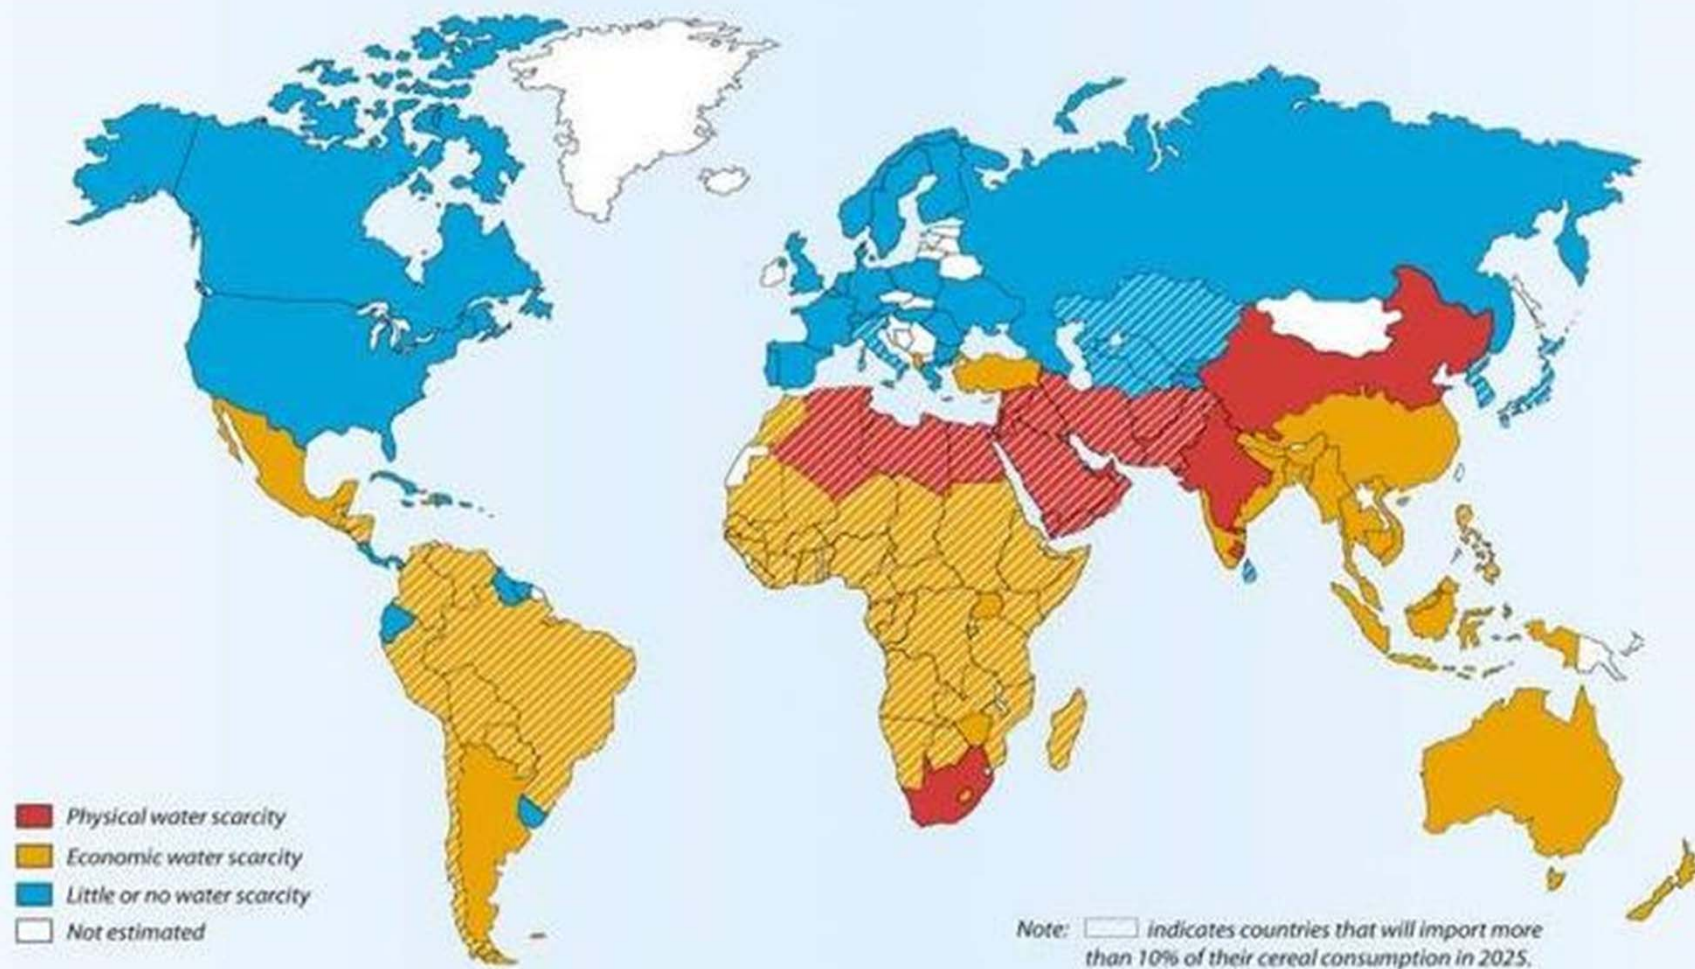 Physical water scarcity
Economic water scarcity
Little or no water scarcity
Not estimated
Note: indicates countries that will import more
than 10% of their cereal consumption in 2025.